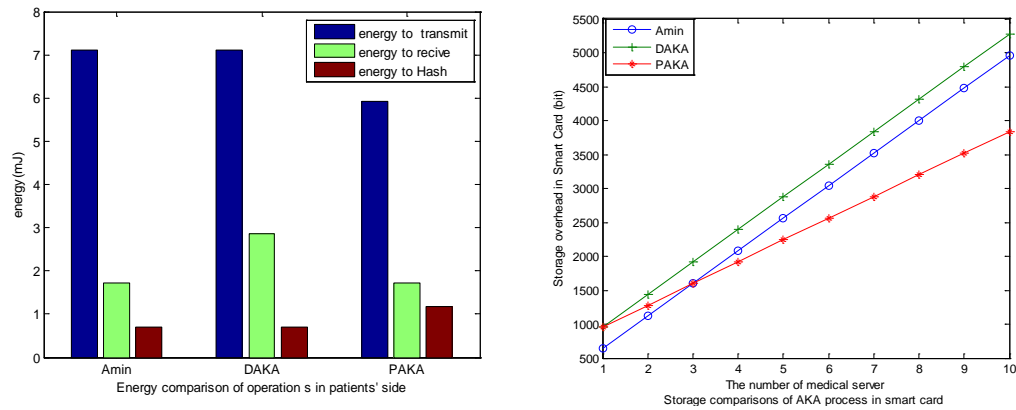 8
7
6
5
4
3
2
1
0
energy (mJ)
energy to transmit
energy to recive
energy to Hash
Amin DAKA PAKA
Energy comparison of operation s in patients' side
5500
5000
4500
4000
3500
3000
2500
2000
1500
1000
500
Storage overhead in Smart Card (bit)
Amin
DAKA
PAKA
1 2 3 4 5 6 7 8 9 10
The number of medical server
Storage comparisons of AKA process in smart card